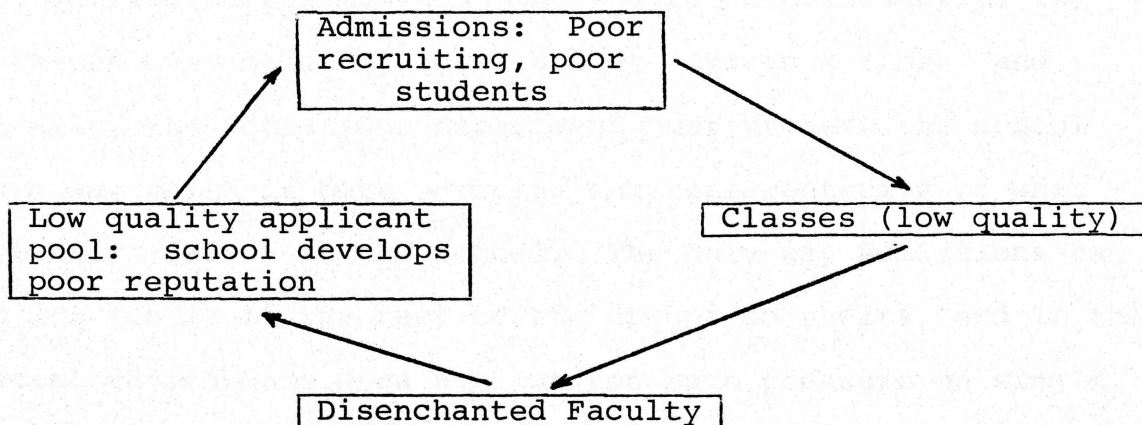 Admissions: Poor
recruiting, poor
students
Low quality applicant
pool: school develops
poor reputation
Classes (low quality)
Disenchanted Faculty